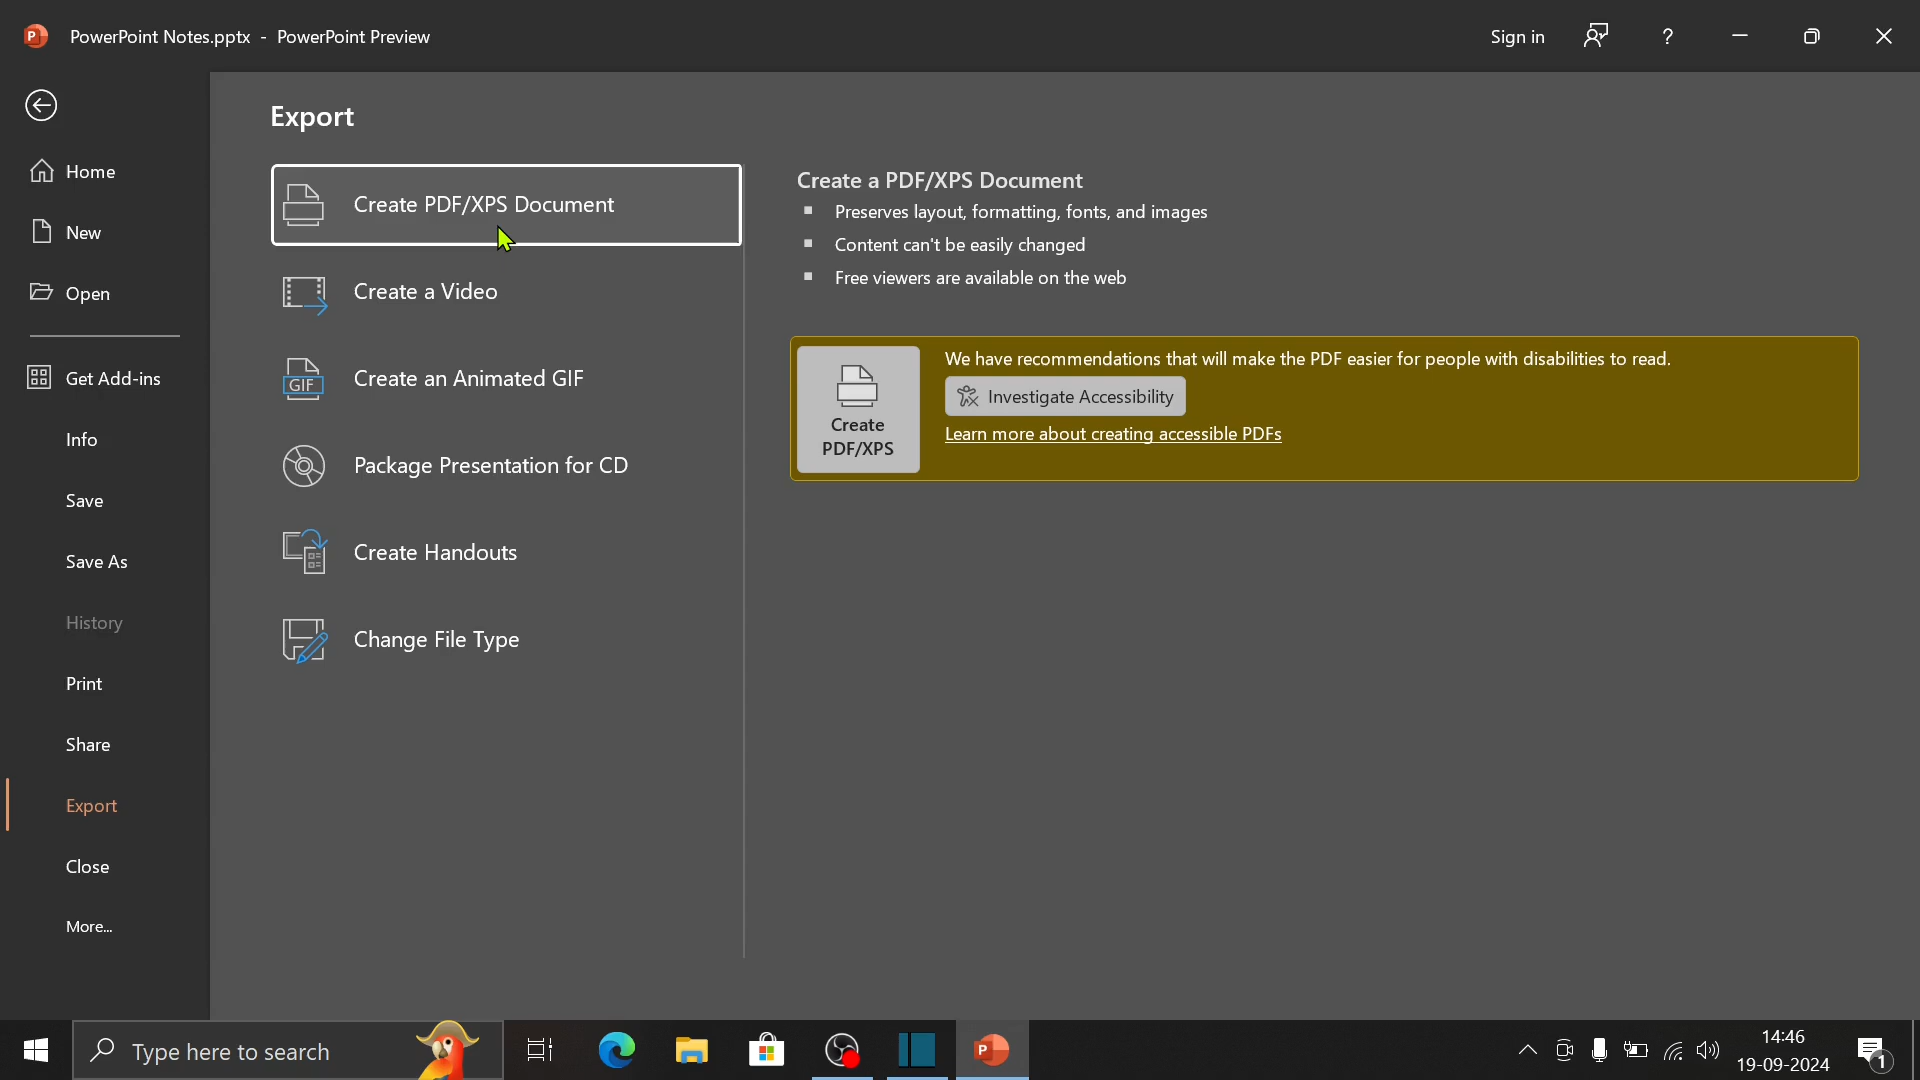 PowerPoint Notes.pptx - PowerPoint Preview
Sign in
?
Home
New
Open
Get Add-ins
Info
Save
Save As
History
Print
Share
Export
Close
More...
Export
Create PDF/XPS Document
Create a Video
GIF
Create an Animated GIF
Package Presentation for CD
Create Handouts
Change File Type
Create a PDF/XPS Document
Preserves layout, formatting, fonts, and images
Content can't be easily changed
Free viewers are available on the web
Create
PDF/XPS
We have recommendations that will make the PDF easier for people with disabilities to read.
Investigate Accessibility
Learn more about creating accessible PDFs
Type here to search
P
14:46
19-09-2024
1